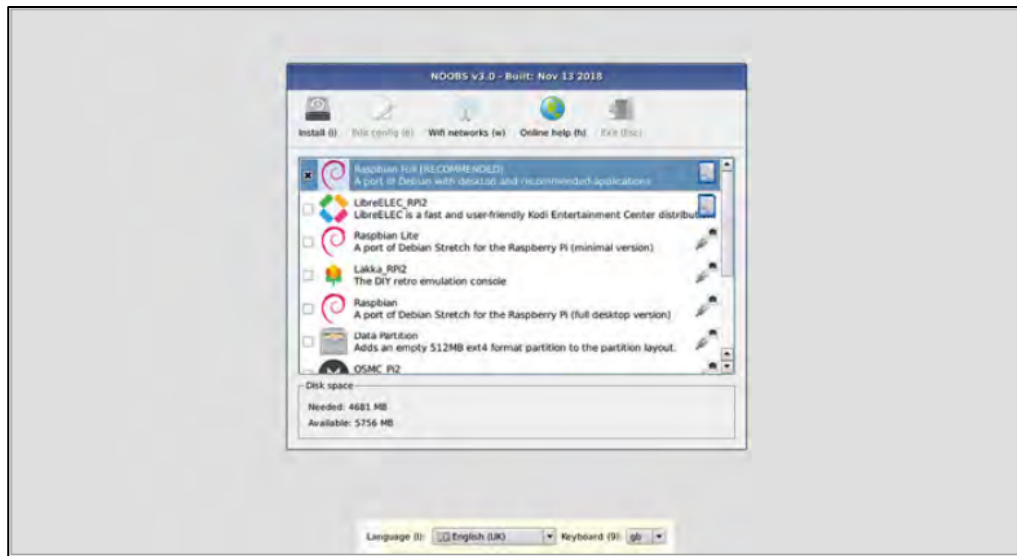 NOOBS v3.0 - Built: Nov 13 2018
Install (i) Edit config (e) Wifi networks (w) Online help (h) Exit (Esc)
Raspbian Full [RECOMMENDED]
A port of Debian with desktop and recommended applications
LibreELEC_RPi2
LibreELEC is a fast and user-friendly Kodi Entertainment Center distribut
Raspbian Lite
A port of Debian Stretch for the Raspberry Pi (minimal version)
Lakka_RPi2
The DIY retro emulation console
Raspbian
A port of Debian Stretch for the Raspberry Pi (full desktop version)
Data Partition
Adds an empty 512MB ext4 format partition to the partition layout.
OSMC_Pi2
Disk space
Needed: 4681 MB
Available: 5756 MB
Language (l): English (UK) Keyboard (9): gb